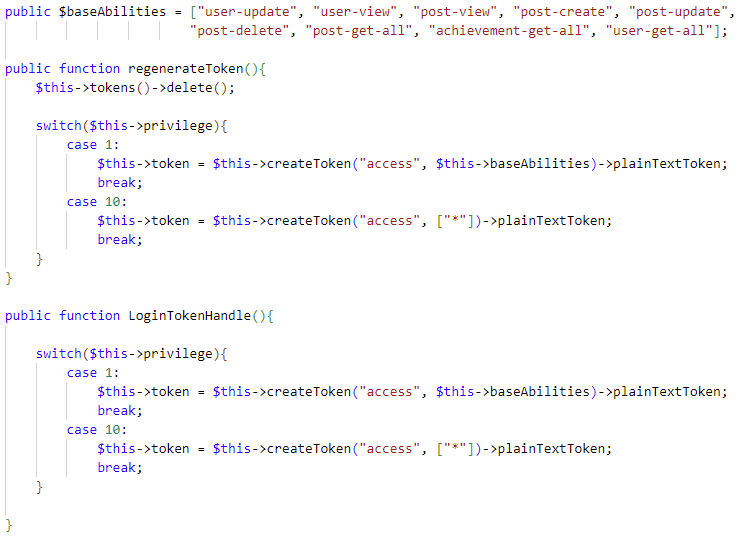 public $baseAbilities = ["user-update", "user-view", "post-view", "post-create", "post-update",
                        "post-delete", "post-get-all", "achievement-get-all", "user-get-all"];

public function regenerateToken(){
    $this->tokens()->delete();

    switch($this->privilege){
        case 1:
            $this->token = $this->createToken("access", $this->baseAbilities)->plainTextToken;
            break;
        case 10:
            $this->token = $this->createToken("access", ["*"])->plainTextToken;
            break;
    }
}

public function LoginTokenHandle(){

    switch($this->privilege){
        case 1:
            $this->token = $this->createToken("access", $this->baseAbilities)->plainTextToken;
            break;
        case 10:
            $this->token = $this->createToken("access", ["*"])->plainTextToken;
            break;
    }

}